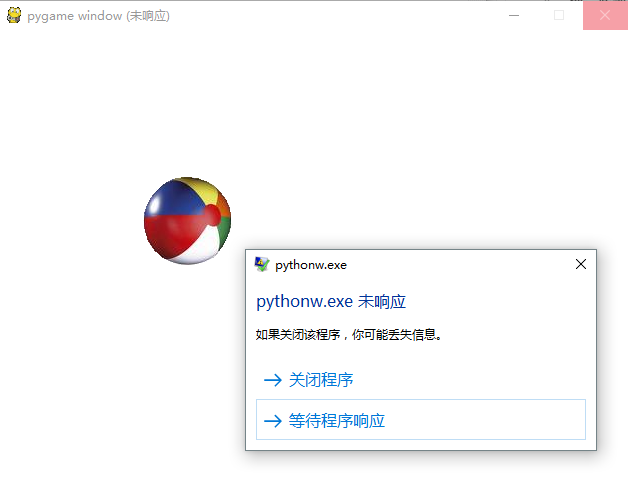 pygame window (未响应)
pythonw.exe
pythonw.exe 未响应
如果关闭该程序，你可能丢失信息。
关闭程序
等待程序响应